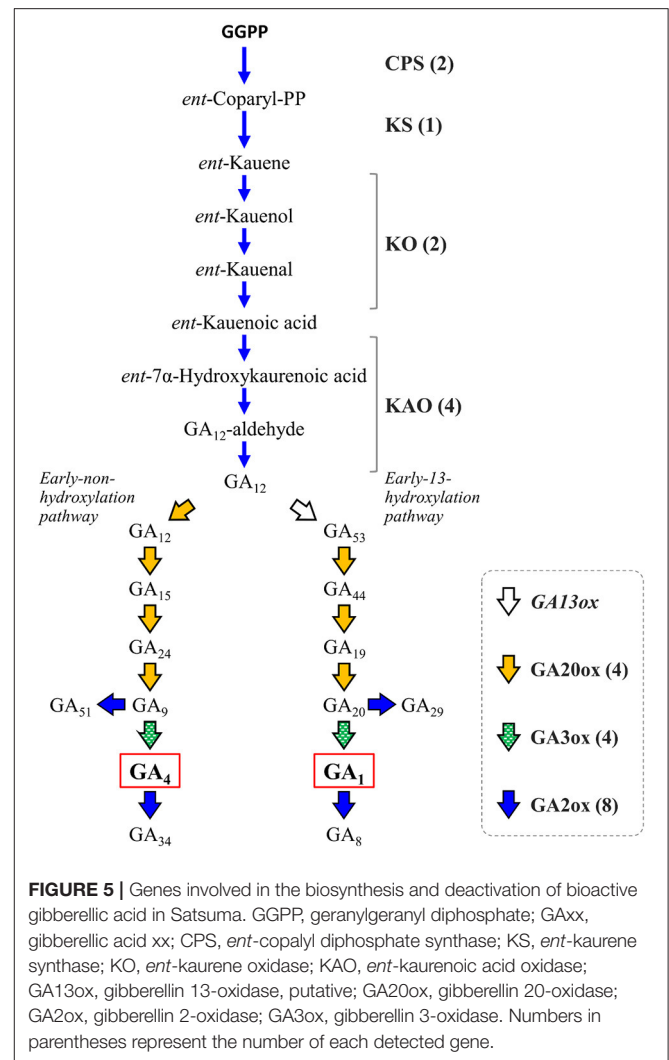 GGPP
CPS (2)
ent-Coparyl-PP
KS (1)
ent-Kauene
ent-Kauenol
KO (2)
ent-Kauenal
ent-Kauenoic acid
ent-7α-Hydroxykaurenoic acid
KAO (4)
GA12-aldehyde
GA12
Early-non-
hydroxylation
pathway
Early-13-
hydroxylation
pathway
GA12
GA53
GA15
GA44
GA24
GA19
GA51
GA9
GA20
GA29
GA4
GA1
GA34
GA8
GA13ox
GA20ox (4)
GA3ox (4)
GA2ox (8)
FIGURE 5 | Genes involved in the biosynthesis and deactivation of bioactive
gibberellic acid in Satsuma. GGPP, geranylgeranyl diphosphate; GAxx,
gibberellic acid xx; CPS, ent-copalyl diphosphate synthase; KS, ent-kaurene
synthase; KO, ent-kaurene oxidase; KAO, ent-kaurenoic acid oxidase;
GA13ox, gibberellin 13-oxidase, putative; GA20ox, gibberellin 20-oxidase;
GA2ox, gibberellin 2-oxidase; GA3ox, gibberellin 3-oxidase. Numbers in
parentheses represent the number of each detected gene.